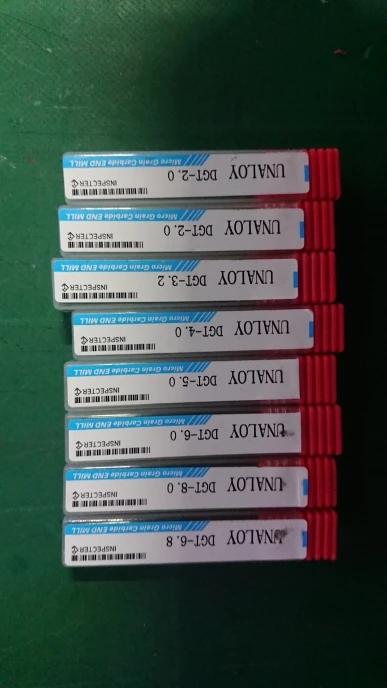 UNALOY DGT-6.8
INSPECTER
Micro Grain Carbide END MILL
UNALOY DGT-8.0
INSPECTER
Micro Grain Carbide END MILL
UNALOY DGT-6.0
INSPECTER
Micro Grain Carbide END MILL
UNALOY DGT-5.0
INSPECTER
Micro Grain Carbide END MILL
UNALOY DGT-4.0
INSPECTER
Micro Grain Carbide END MILL
UNALOY DGT-3.2
INSPECTER
Micro Grain Carbide END MILL
UNALOY DGT-2.0
INSPECTER
Micro Grain Carbide END MILL
UNALOY DGT-2.0
INSPECTER
Micro Grain Carbide END MILL